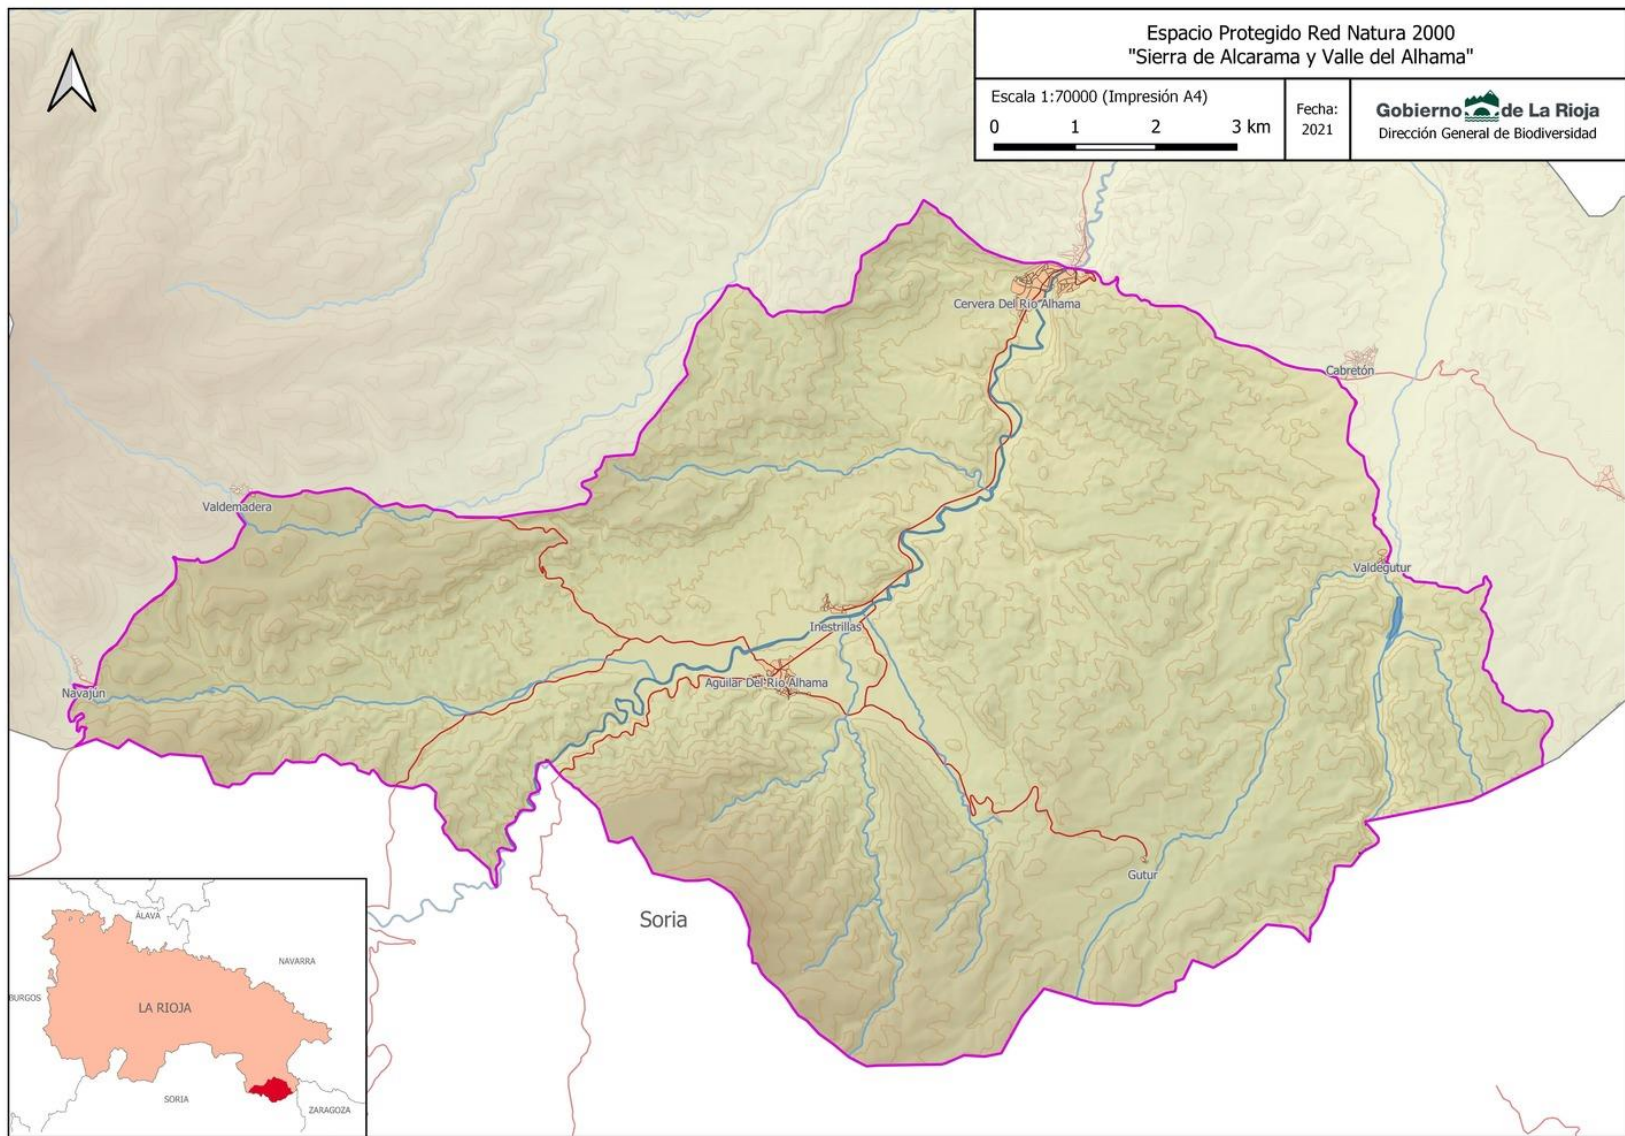 Espacio Protegido Red Natura 2000
"Sierra de Alcarama y Valle del Alhama"
Escala 1:70000 (Impresión A4)
0 1 2 3 km
Fecha:
2021
Gobierno de La Rioja
Dirección General de Biodiversidad
Cervera Del Río Alhama
Cabretón
Valdemadera
Valdegutur
Inestrillas
Aguilar Del Río Alhama
Navajún
Gutur
Soria
ÁLAVA
NAVARRA
BURGOS
LA RIOJA
SORIA
ZARAGOZA